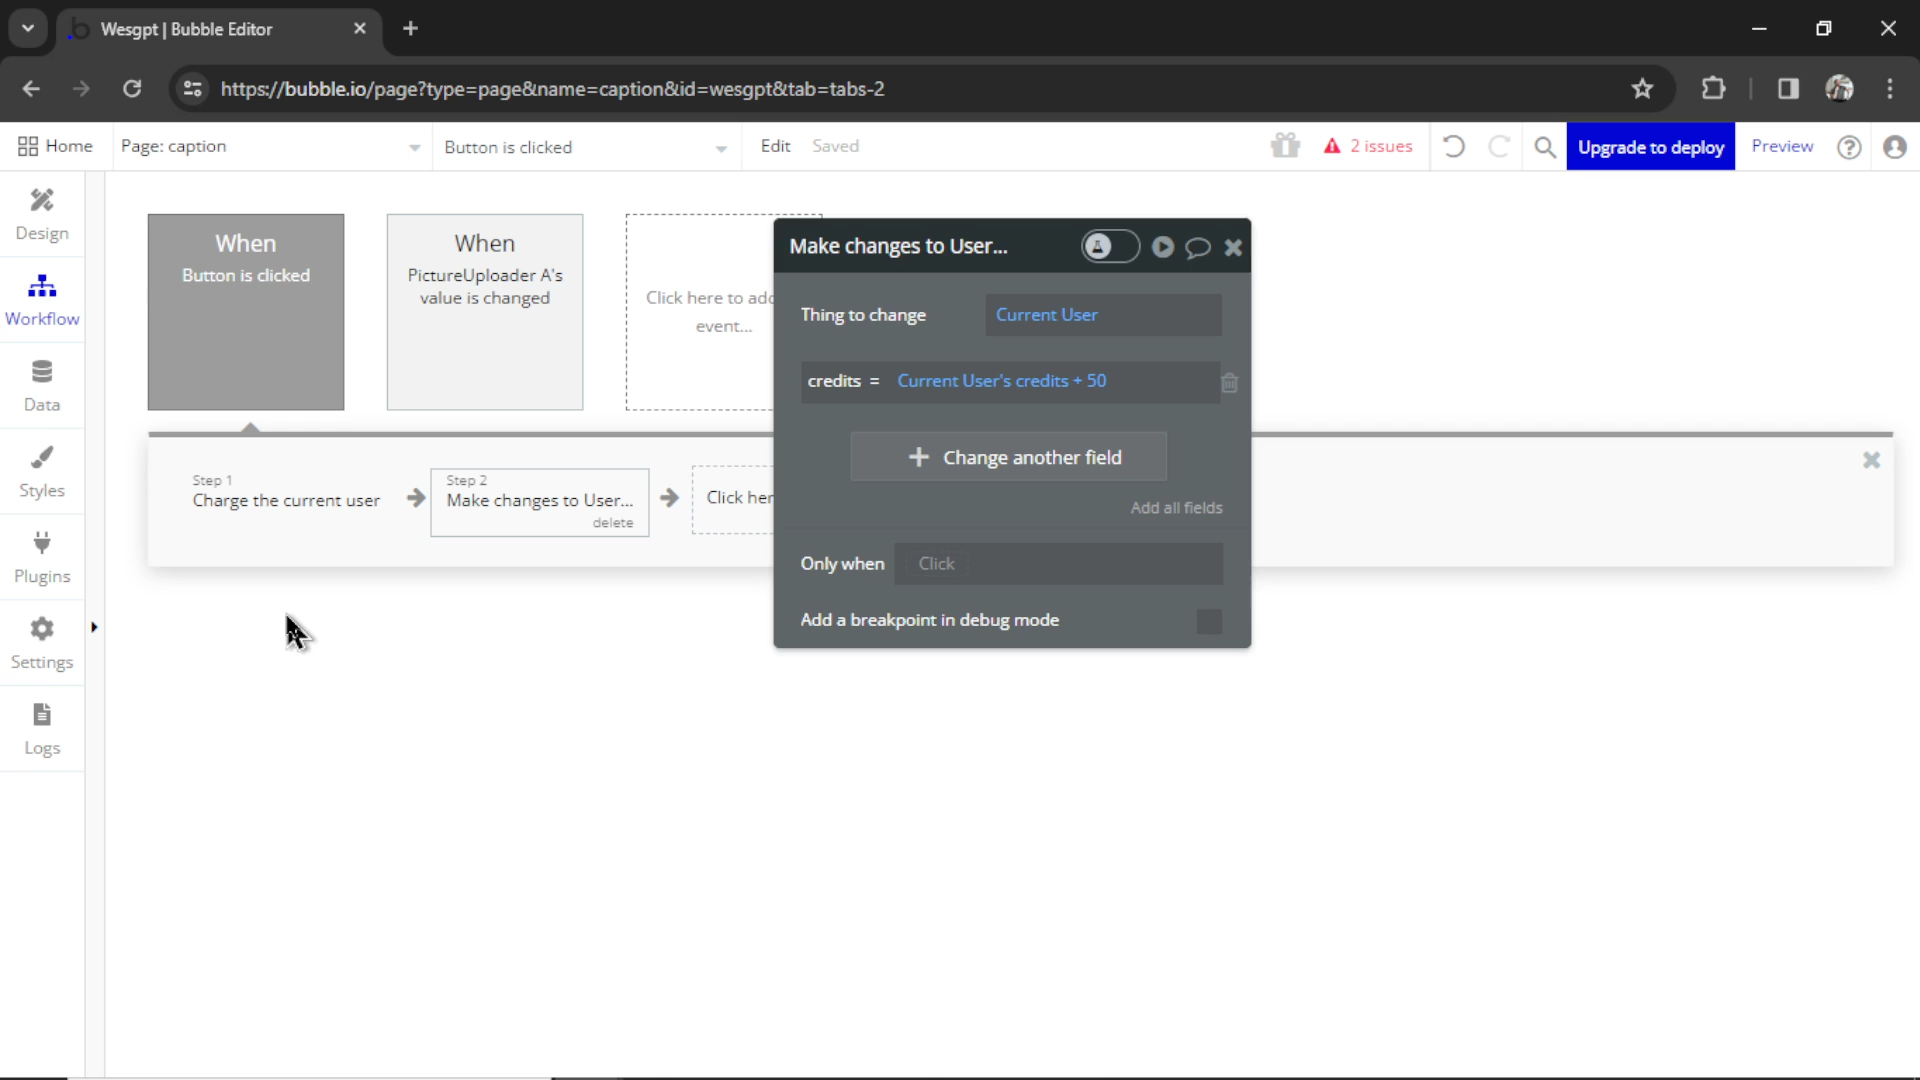 Wesgpt | Bubble Editor
https://bubble.io/page?type=page&name=caption&id=wesgpt&tab=tabs-2
Home
Page: caption
Button is clicked
Edit
Saved
2 issues
Upgrade to deploy
Preview
Design
Workflow
Data
Styles
Plugins
Settings
Logs
When
Button is clicked
When
PictureUploader A's
value is changed
Click here to add
event...
Step 1
Charge the current user
Step 2
Make changes to User...
delete
Click her
Make changes to User...
Thing to change
Current User
credits = Current User's credits + 50
Change another field
Add all fields
Only when
Click
Add a breakpoint in debug mode